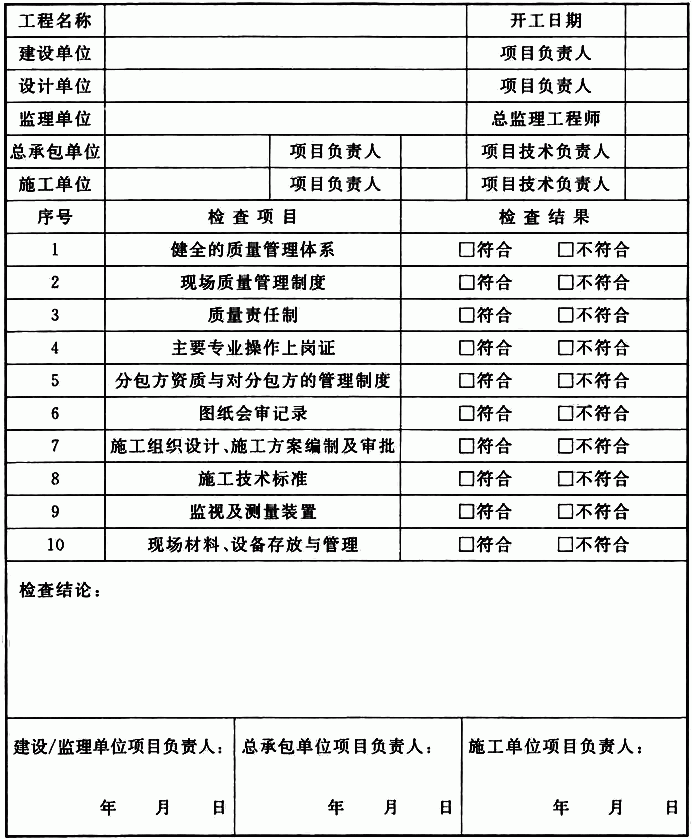 工程名称 开工日期
建设单位 项目负责人
设计单位 项目负责人
监理单位 总监理工程师
总承包单位 项目负责人 项目技术负责人
施工单位 项目负责人 项目技术负责人
序号 检查项目 检查结果
1 健全的质量管理体系 □符合 □不符合
2 现场质量管理制度 □符合 □不符合
3 质量责任制 □符合 □不符合
4 主要专业操作上岗证 □符合 □不符合
5 分包方资质与对分包方的管理制度 □符合 □不符合
6 图纸会审记录 □符合 □不符合
7 施工组织设计、施工方案编制及审批 □符合 □不符合
8 施工技术标准 □符合 □不符合
9 监视及测量装置 □符合 □不符合
10 现场材料、设备存放与管理 □符合 □不符合
检查结论：
建设/监理单位项目负责人： 总承包单位项目负责人： 施工单位项目负责人：
年 月 日 年 月 日 年 月 日